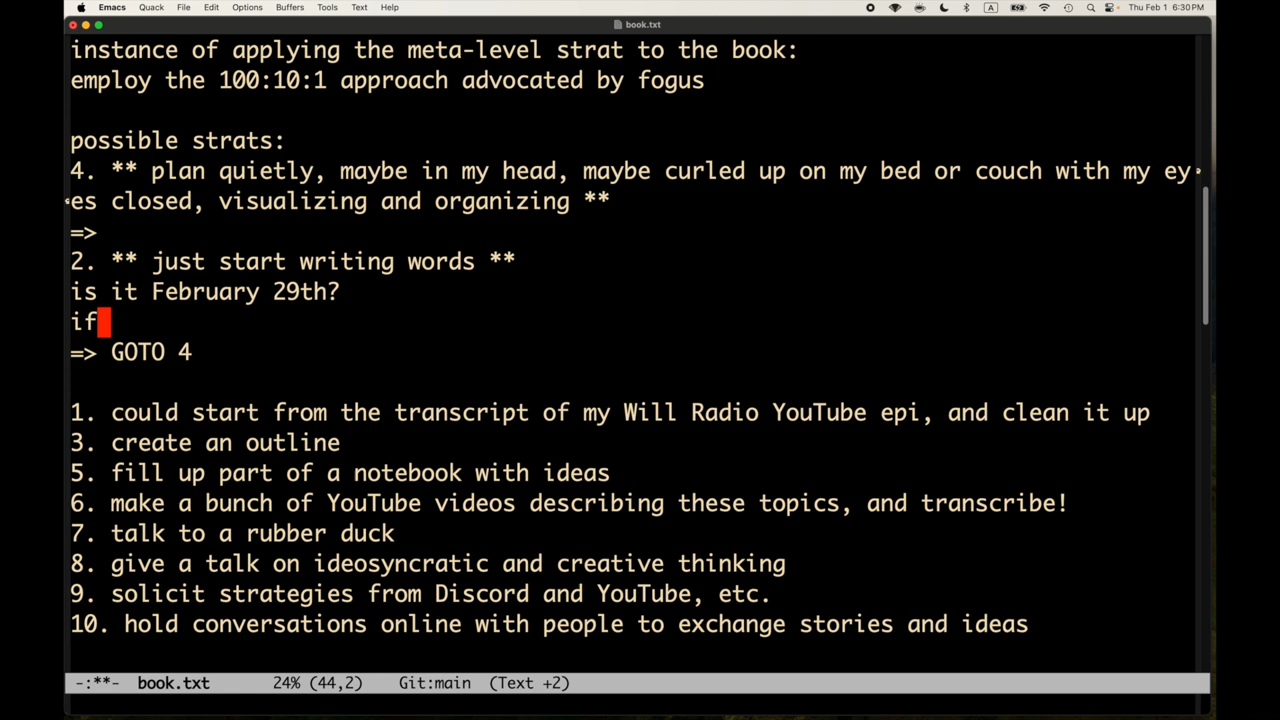 Emacs Quack File Edit Options Buffers Tools Text Help A Thu Feb 1 6:30 PM
book.txt
instance of applying the meta-level strat to the book:
employ the 100:10:1 approach advocated by fogus
possible strats:
4. ** plan quietly, maybe in my head, maybe curled up on my bed or couch with my ey
es closed, visualizing and organizing **
=>
2. ** just start writing words **
is it February 29th?
if
=> GOTO 4
1. could start from the transcript of my Will Radio YouTube epi, and clean it up
3. create an outline
5. fill up part of a notebook with ideas
6. make a bunch of YouTube videos describing these topics, and transcribe!
7. talk to a rubber duck
8. give a talk on ideosyncratic and creative thinking
9. solicit strategies from Discord and YouTube, etc.
10. hold conversations online with people to exchange stories and ideas
-:**- book.txt 24% (44,2) Git:main (Text +2)